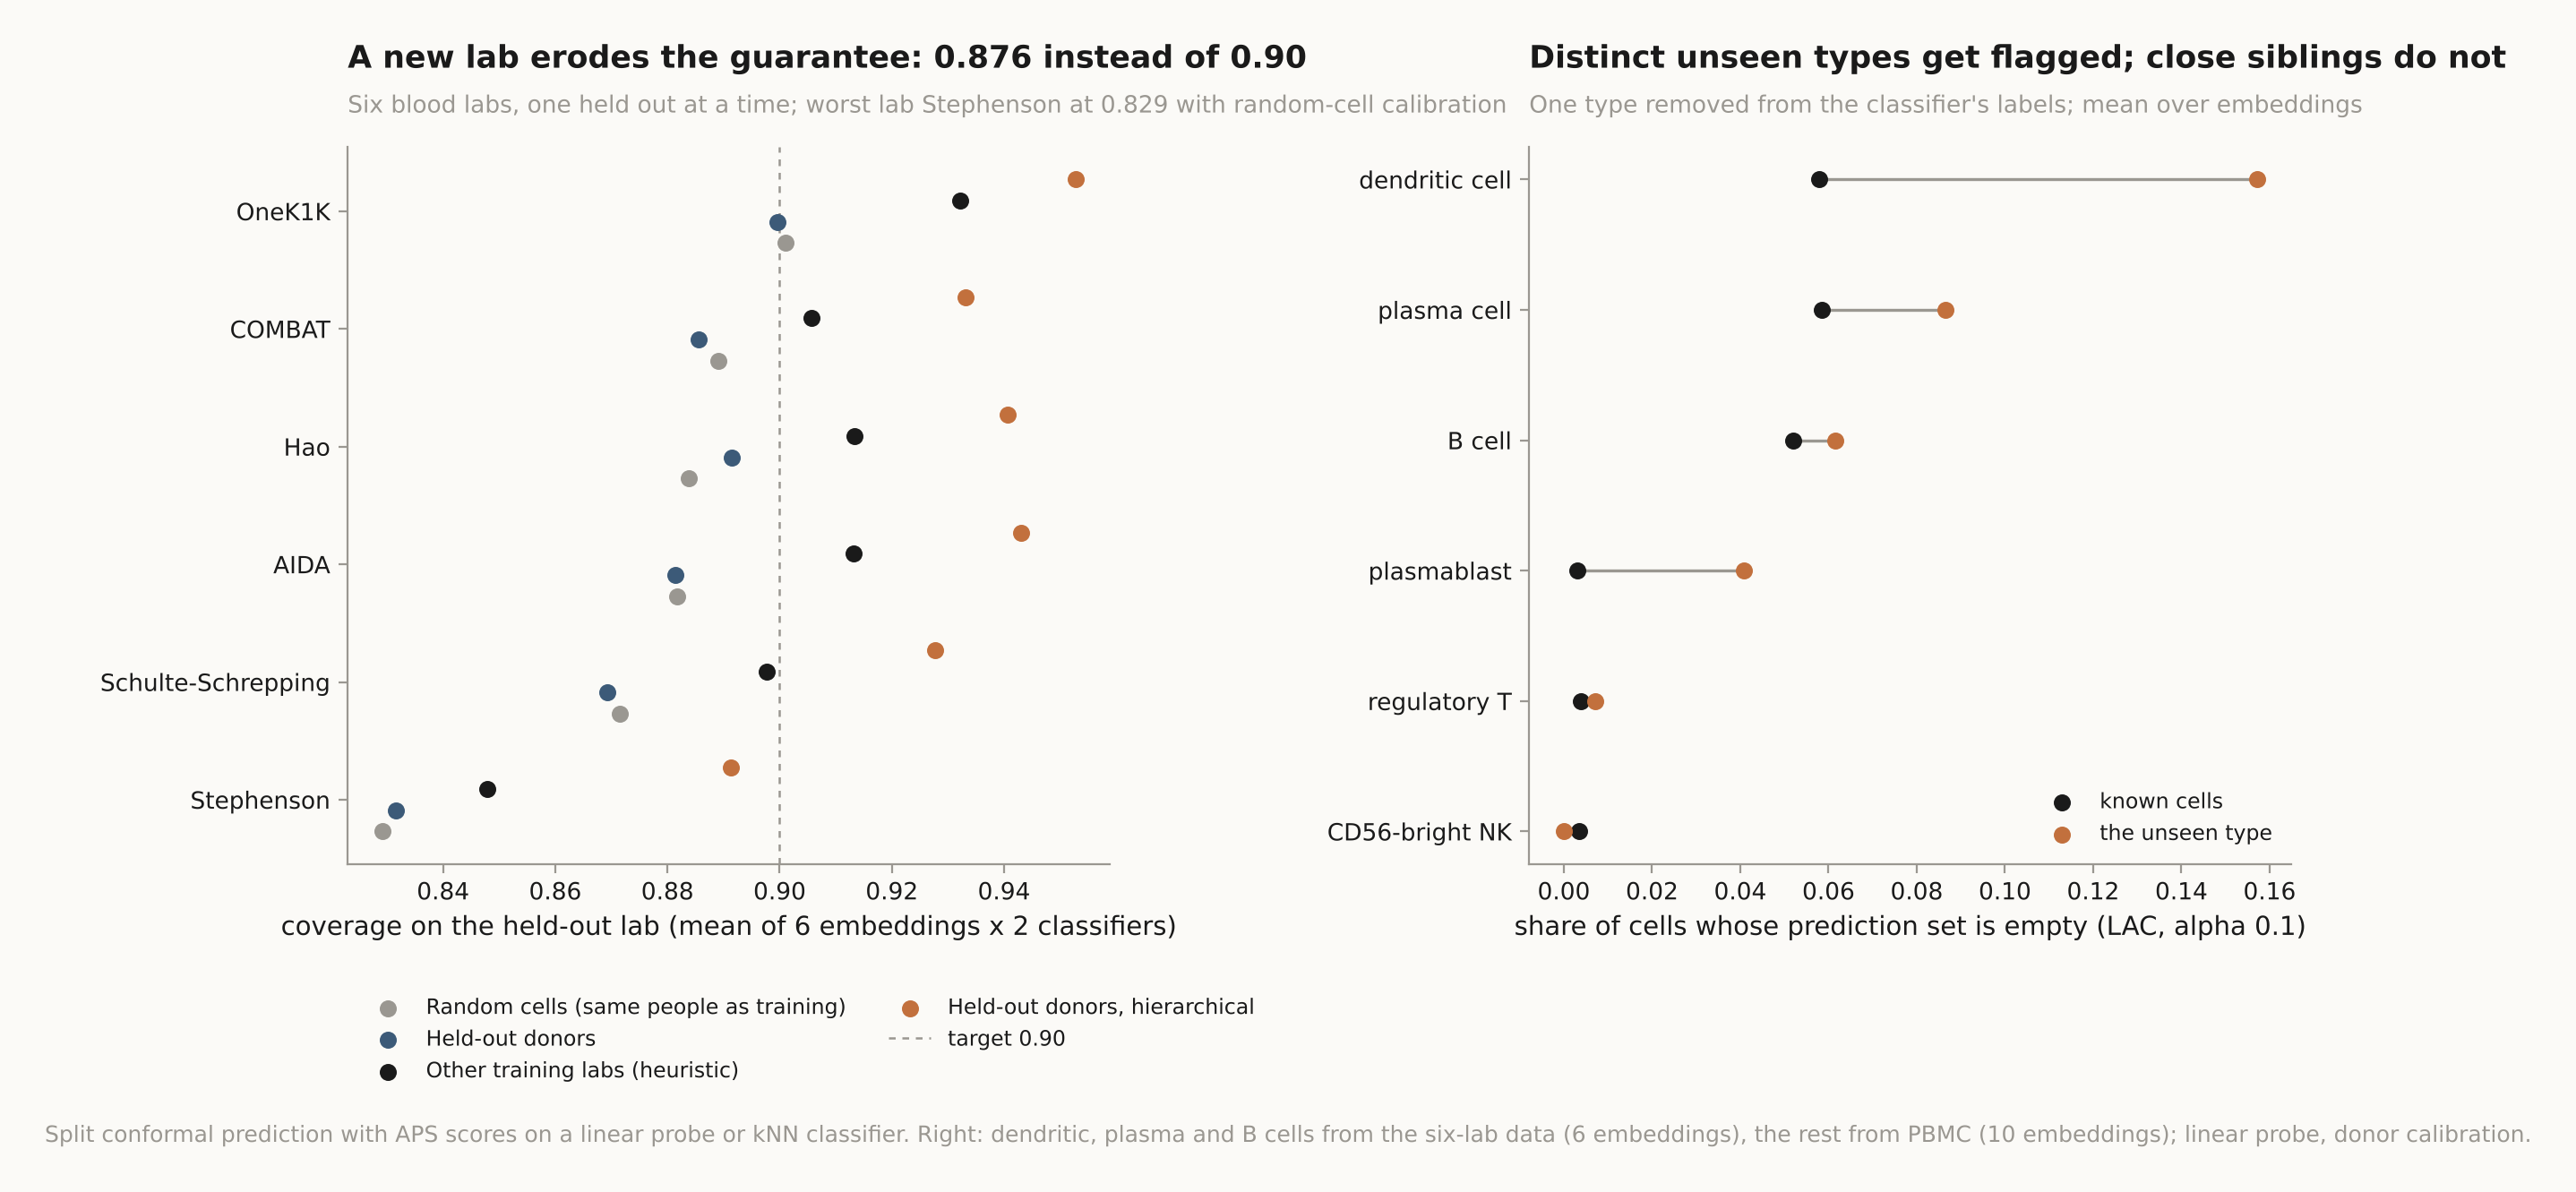 A new lab erodes the guarantee: 0.876 instead of 0.90
Six blood labs, one held out at a time; worst lab Stephenson at 0.829 with random-cell calibration
OneK1K
COMBAT
Hao
AIDA
Schulte-Schrepping
Stephenson
0.84 0.86 0.88 0.90 0.92 0.94
coverage on the held-out lab (mean of 6 embeddings x 2 classifiers)
Random cells (same people as training)
Held-out donors
Other training labs (heuristic)
Held-out donors, hierarchical
target 0.90
Distinct unseen types get flagged; close siblings do not
One type removed from the classifier's labels; mean over embeddings
dendritic cell
plasma cell
B cell
plasmablast
regulatory T
CD56-bright NK
known cells
the unseen type
0.00 0.02 0.04 0.06 0.08 0.10 0.12 0.14 0.16
share of cells whose prediction set is empty (LAC, alpha 0.1)
Split conformal prediction with APS scores on a linear probe or kNN classifier. Right: dendritic, plasma and B cells from the six-lab data (6 embeddings), the rest from PBMC (10 embeddings); linear probe, donor calibration.